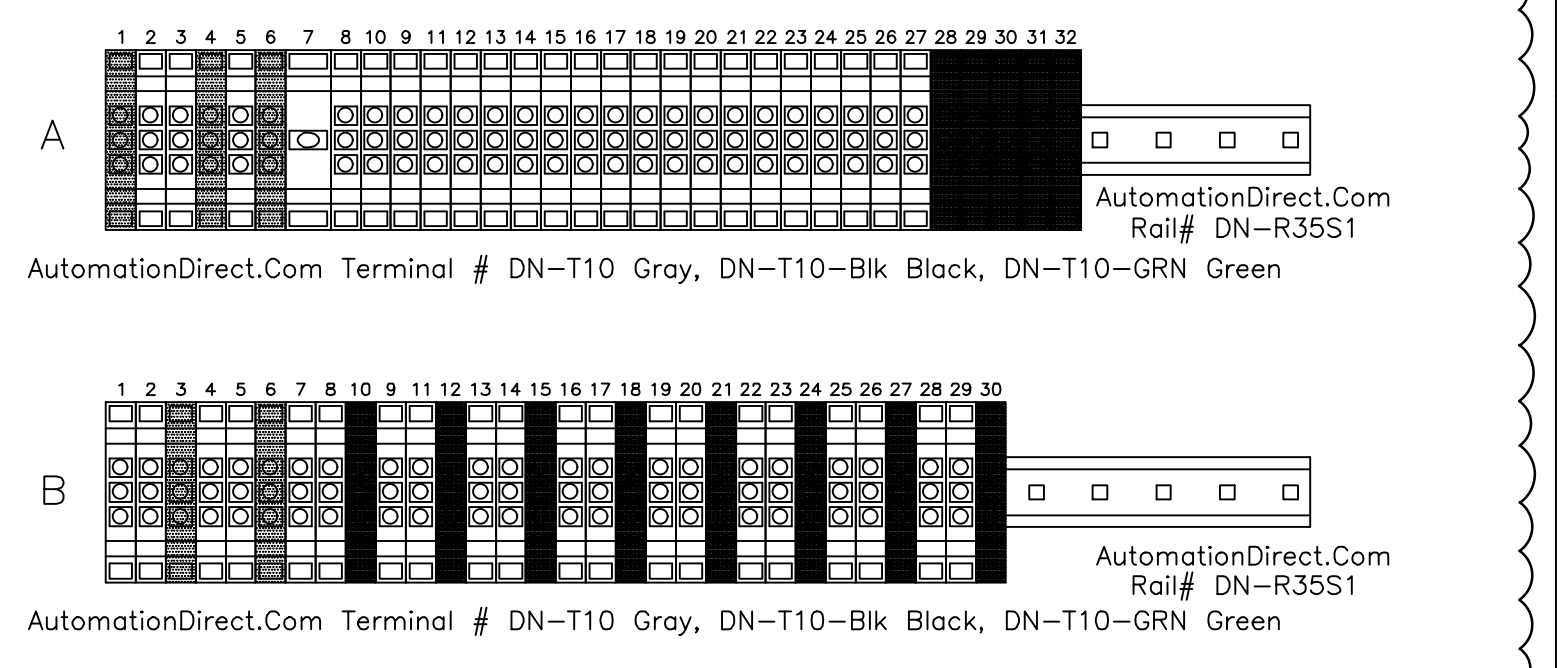 1 2 3 4 5 6 7 8 10 9 11 12 13 14 15 16 17 18 19 20 21 22 23 24 25 26 27 28 29 30 31 32
A
AutomationDirect.Com
Rail# DN-R35S1
AutomationDirect.Com Terminal # DN-T10 Gray, DN-T10-Blk Black, DN-T10-GRN Green
1 2 3 4 5 6 7 8 10 9 11 12 13 14 15 16 17 18 19 20 21 22 23 24 25 26 27 28 29 30
B
AutomationDirect.Com
Rail# DN-R35S1
AutomationDirect.Com Terminal # DN-T10 Gray, DN-T10-Blk Black, DN-T10-GRN Green